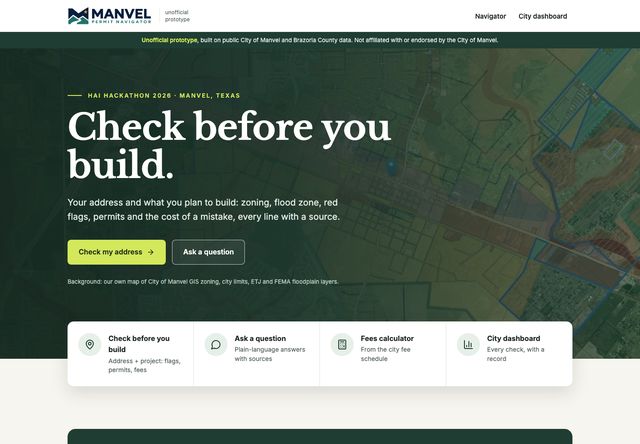 MANVEL
PERMIT NAVIGATOR
unofficial
prototype
Navigator
City dashboard
Unofficial prototype, built on public City of Manvel and Brazoria County data. Not affiliated with or endorsed by the City of Manvel.
HAI HACKATHON 2026 · MANVEL, TEXAS
Check before you
build.
Your address and what you plan to build: zoning, flood zone, red
flags, permits and the cost of a mistake, every line with a source.
Check my address →
Ask a question
Background: our own map of City of Manvel GIS zoning, city limits, ETJ and FEMA floodplain layers.
Check before you
build
Address + project: flags,
permits, fees
Ask a question
Plain-language answers
with sources
Fees calculator
From the city fee
schedule
City dashboard
Every check, with a
record